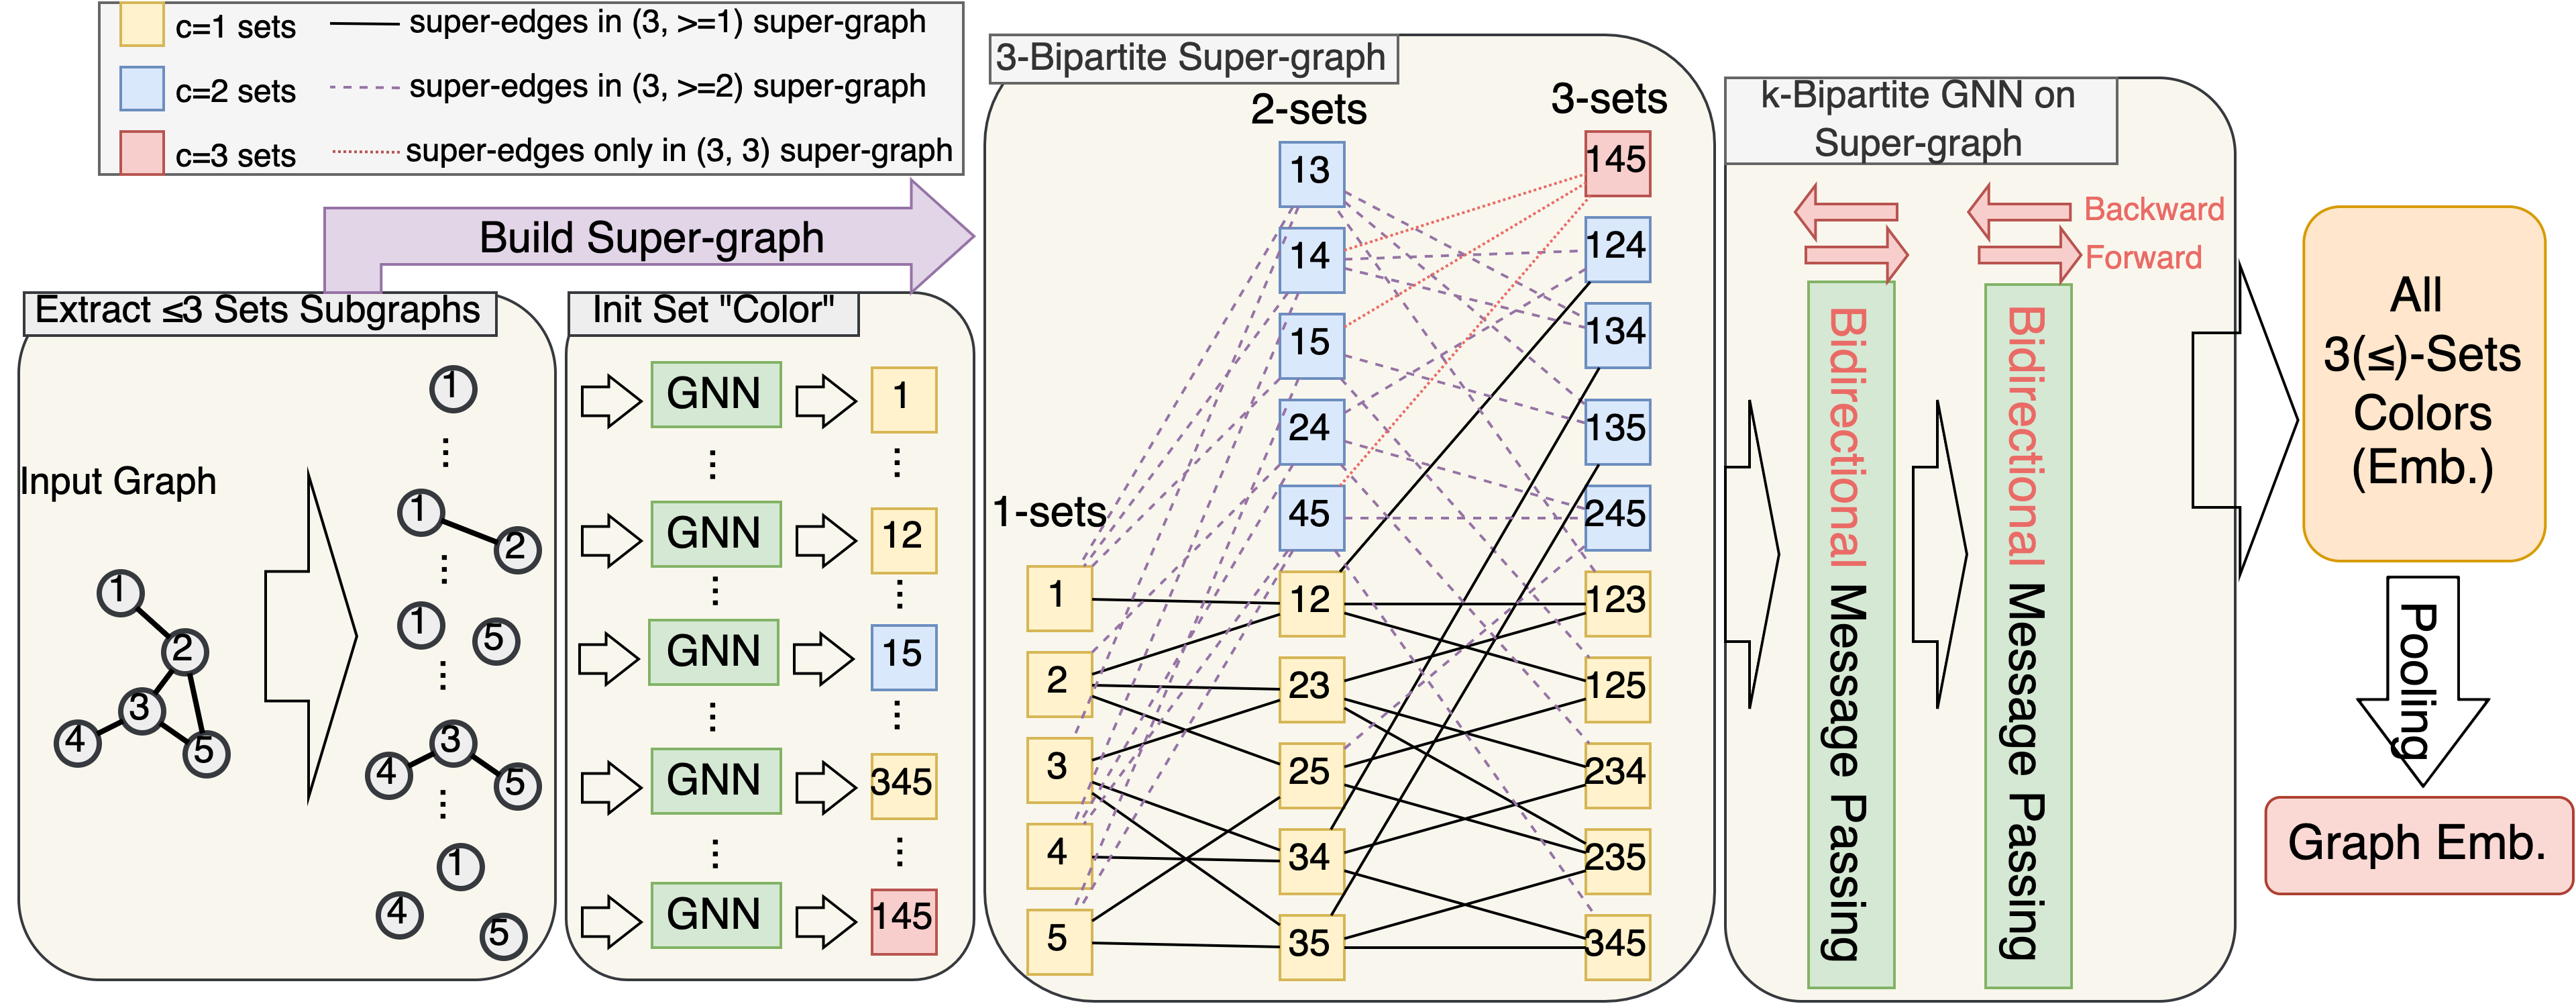 c=1 sets
super-edges in (3, >=1) super-graph
c=2 sets
super-edges in (3, >=2) super-graph
c=3 sets
super-edges only in (3, 3) super-graph
Build Super-graph
Extract ≤3 Sets Subgraphs
Input Graph
1
2
3
4
5
1
1
2
1
5
3
4
5
1
4
5
Init Set "Color"
GNN
1
GNN
12
GNN
15
GNN
345
GNN
145
3-Bipartite Super-graph
1-sets
1
2
3
4
5
2-sets
13
14
15
24
45
12
23
25
34
35
3-sets
145
124
134
135
245
123
125
234
235
345
k-Bipartite GNN on
Super-graph
Backward
Forward
Bidirectional Message Passing
Bidirectional Message Passing
All
3(≤)-Sets
Colors
(Emb.)
Pooling
Graph Emb.